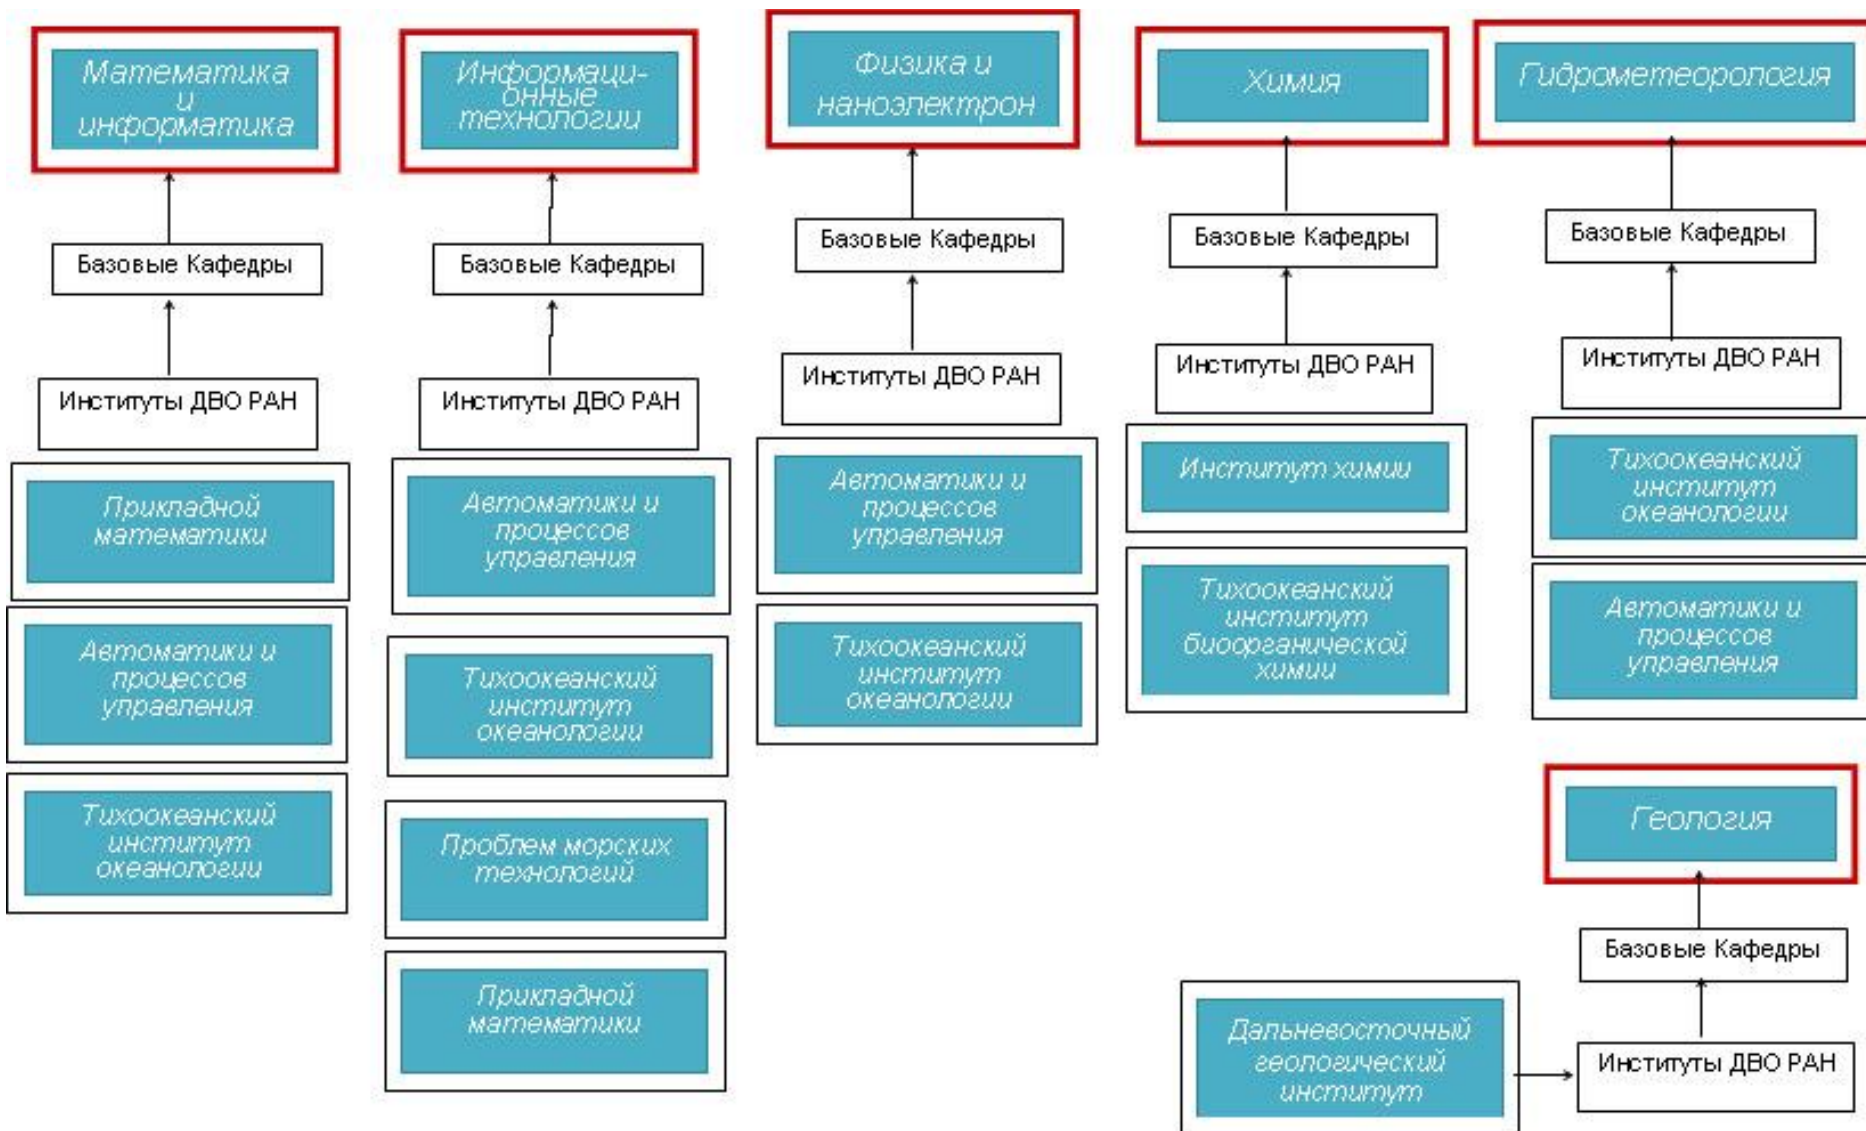 Математика
и
информатика
Базовые Кафедры
Институты ДВО РАН
Прикладной
математики
Автоматики и
процессов
управления
Тихоокеанский
институт
океанологии
Информаци-
онные
технологии
Базовые Кафедры
Институты ДВО РАН
Автоматики и
процессов
управления
Тихоокеанский
институт
океанологии
Проблем морских
технологий
Прикладной
математики
Физика и
наноэлектрон
Базовые Кафедры
Институты ДВО РАН
Автоматики и
процессов
управления
Тихоокеанский
институт
океанологии
Химия
Базовые Кафедры
Институты ДВО РАН
Институт химии
Тихоокеанский
институт
биоорганической
химии
Гидрометеорология
Базовые Кафедры
Институты ДВО РАН
Тихоокеанский
институт
океанологии
Автоматики и
процессов
управления
Геология
Базовые Кафедры
Институты ДВО РАН
Дальневосточный
геологический
институт